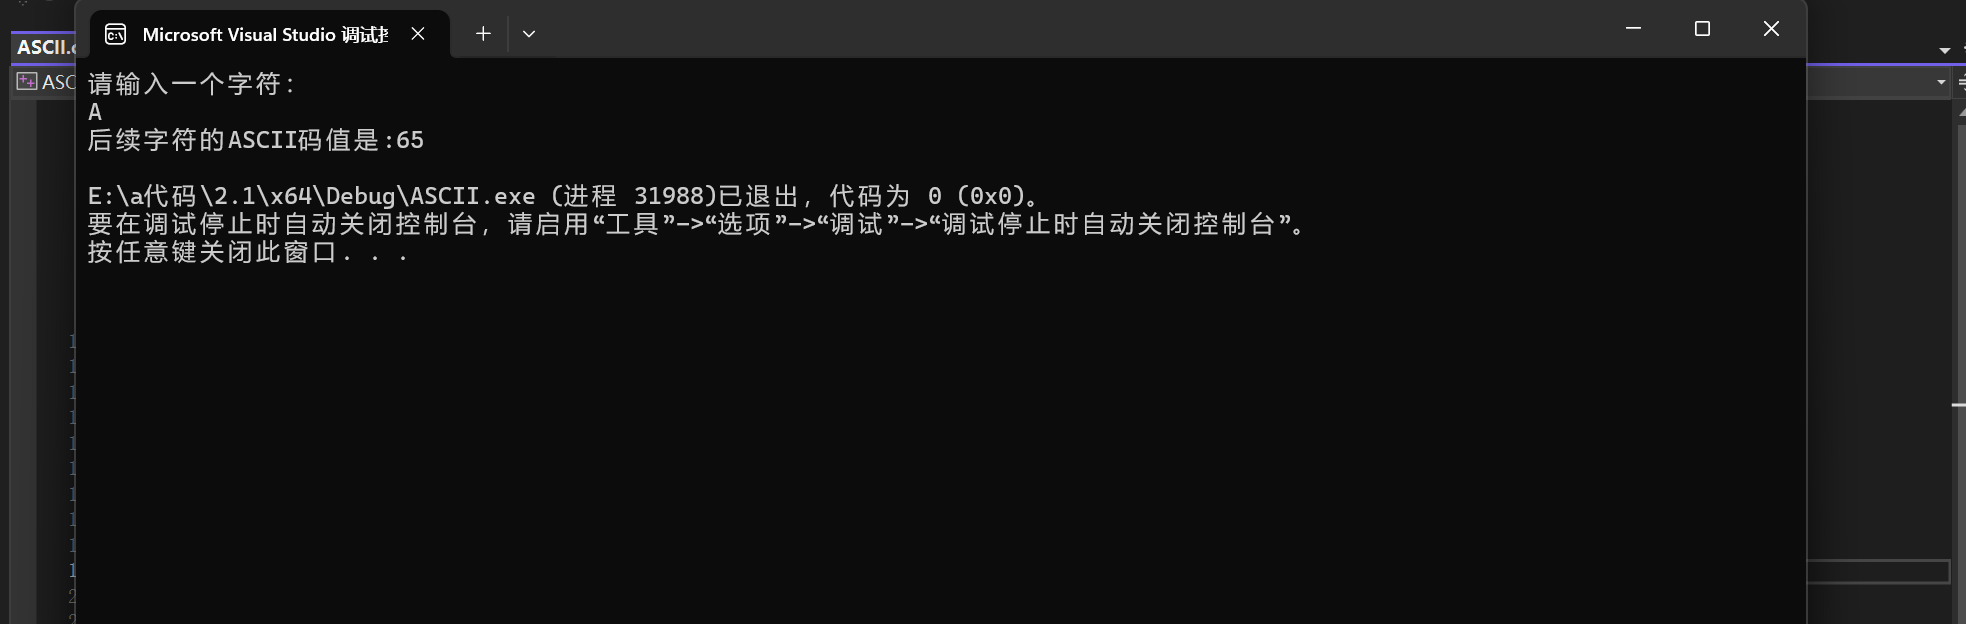 Microsoft Visual Studio 调试
ASCII.c
ASC
请输入一个字符：
A
后续字符的ASCII码值是:65
E:\a代码\2.1\x64\Debug\ASCII.exe (进程 31988)已退出，代码为 0 (0x0)。
要在调试停止时自动关闭控制台，请启用“工具”->“选项”->“调试”->“调试停止时自动关闭控制台”。
按任意键关闭此窗口. . .